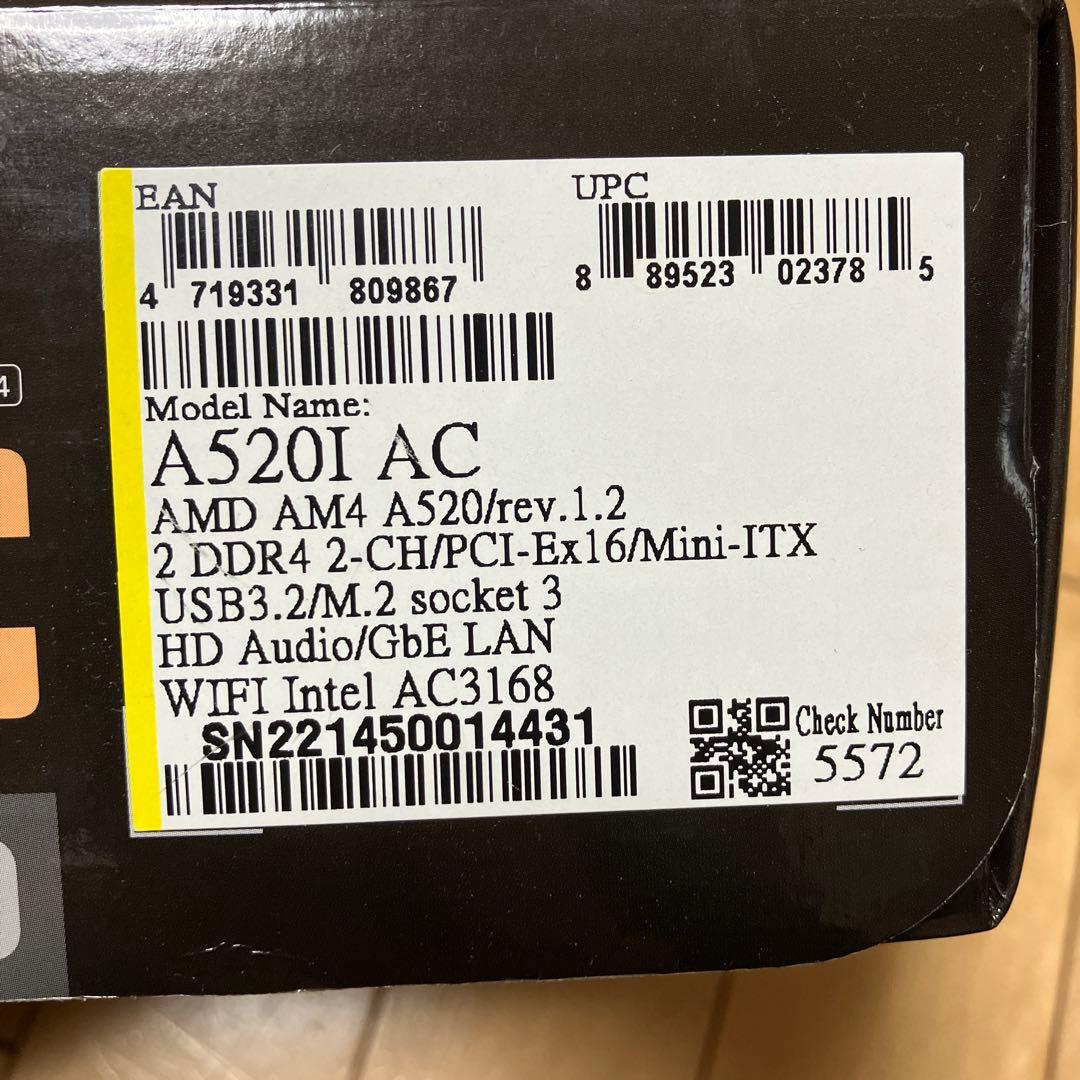 EAN
4 719331 809867
UPC
8 89523 02378 5
Model Name:
A520I AC
AMD AM4 A520/rev.1.2
2 DDR4 2-CH/PCI-Ex16/Mini-ITX
USB3.2/M.2 socket 3
HD Audio/GbE LAN
WIFI Intel AC3168
SN221450014431
Check Number
5572
4